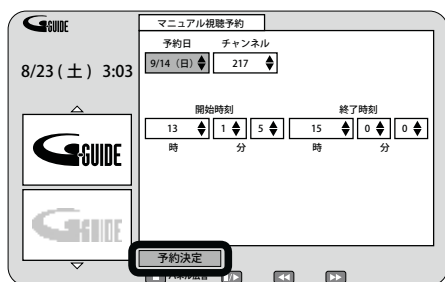 G-GUIDE
マニュアル視聴予約
予約日 チャンネル
9/14（日） 217
8/23 ( 土 ) 3:03
開始時刻 終了時刻
13 1 5 15 0 0
時 分 時 分
G-GUIDE
G-GUIDE
予約決定